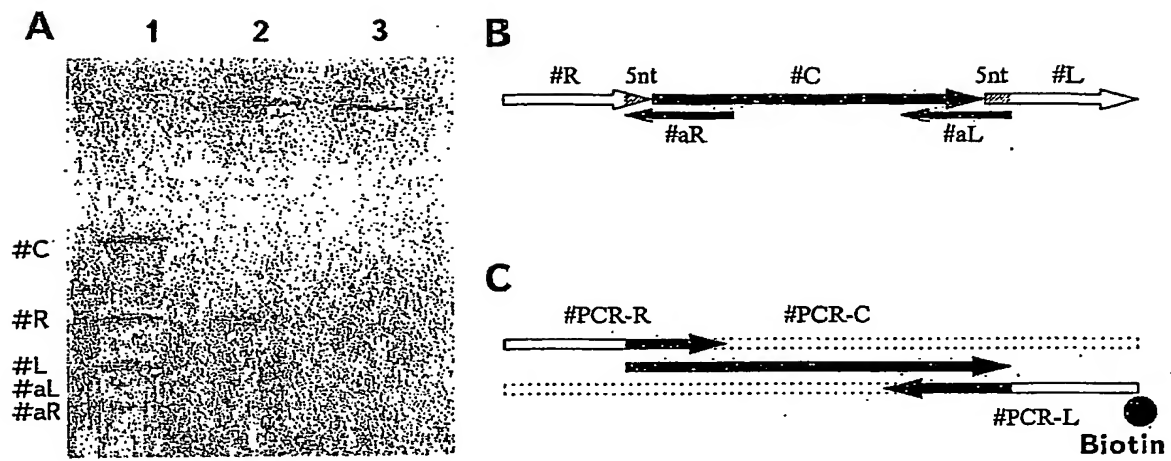 A 1 2 3
#C
#R
#L
#aL
#aR
B
#R 5nt #C 5nt #L
#aR #aL
C
#PCR-R #PCR-C
#PCR-L
Biotin